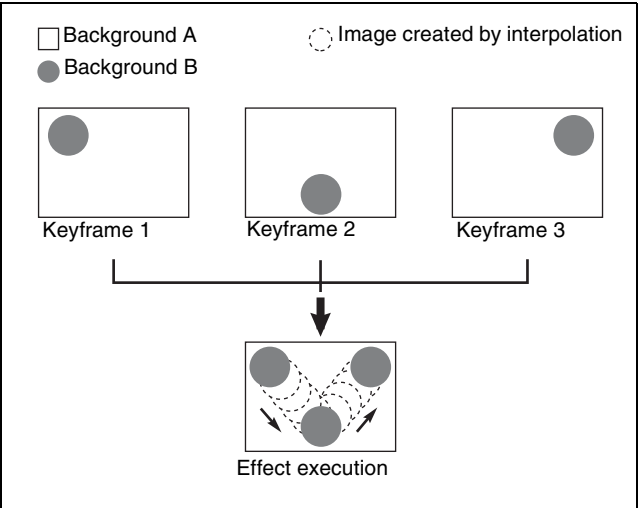 Background A
Image created by interpolation
Background B
Keyframe 1
Keyframe 2
Keyframe 3
Effect execution